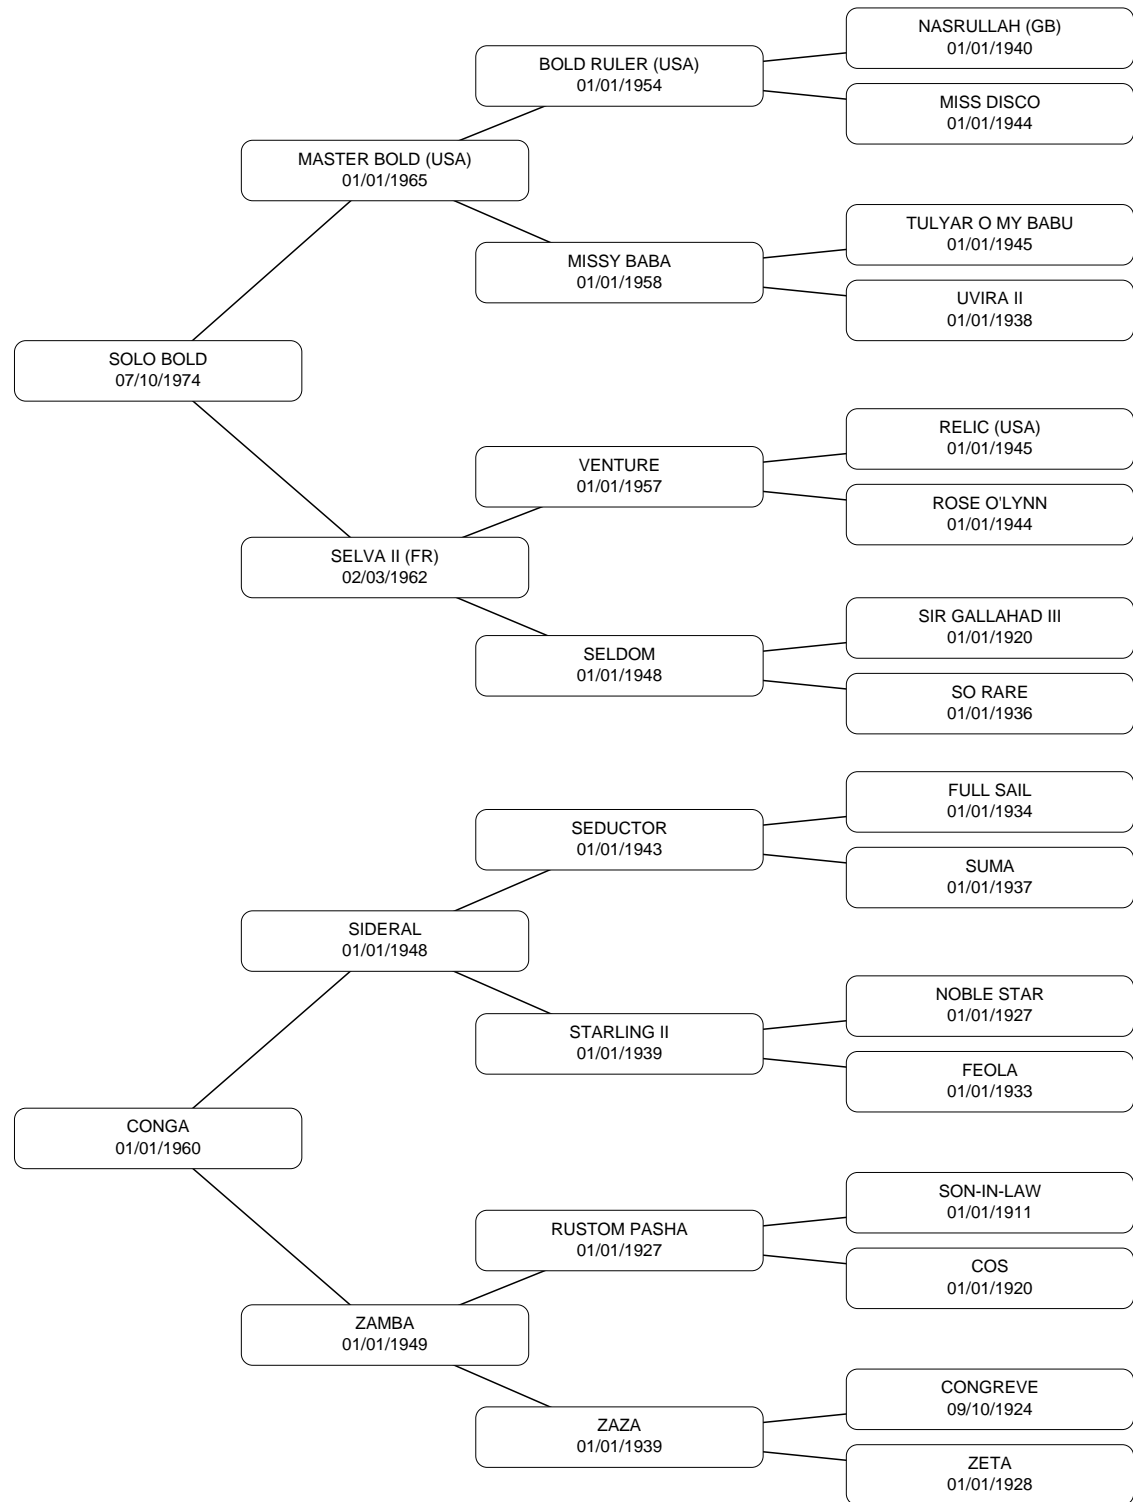 NASRULLAH (GB)
01/01/1940
BOLD RULER (USA)
01/01/1954
MISS DISCO
01/01/1944
MASTER BOLD (USA)
01/01/1965
TULYAR O MY BABU
01/01/1945
MISSY BABA
01/01/1958
UVIRA II
01/01/1938
SOLO BOLD
07/10/1974
RELIC (USA)
01/01/1945
VENTURE
01/01/1957
ROSE O'LYNN
01/01/1944
SELVA II (FR)
02/03/1962
SIR GALLAHAD III
01/01/1920
SELDOM
01/01/1948
SO RARE
01/01/1936
FULL SAIL
01/01/1934
SEDUCTOR
01/01/1943
SUMA
01/01/1937
SIDERAL
01/01/1948
NOBLE STAR
01/01/1927
STARLING II
01/01/1939
FEOLA
01/01/1933
CONGA
01/01/1960
SON-IN-LAW
01/01/1911
RUSTOM PASHA
01/01/1927
COS
01/01/1920
ZAMBA
01/01/1949
CONGREVE
09/10/1924
ZAZA
01/01/1939
ZETA
01/01/1928